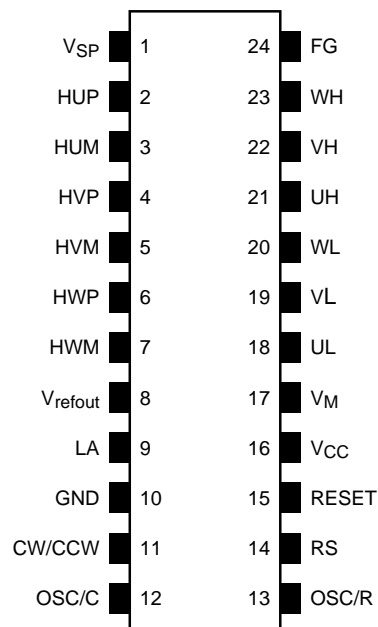 VSP 1 24 FG
HUP 2 23 WH
HUM 3 22 VH
HVP 4 21 UH
HVM 5 20 WL
HWP 6 19 VL
HWM 7 18 UL
Vrefout 8 17 VM
LA 9 16 VCC
GND 10 15 RESET
CW/CCW 11 14 RS
OSC/C 12 13 OSC/R